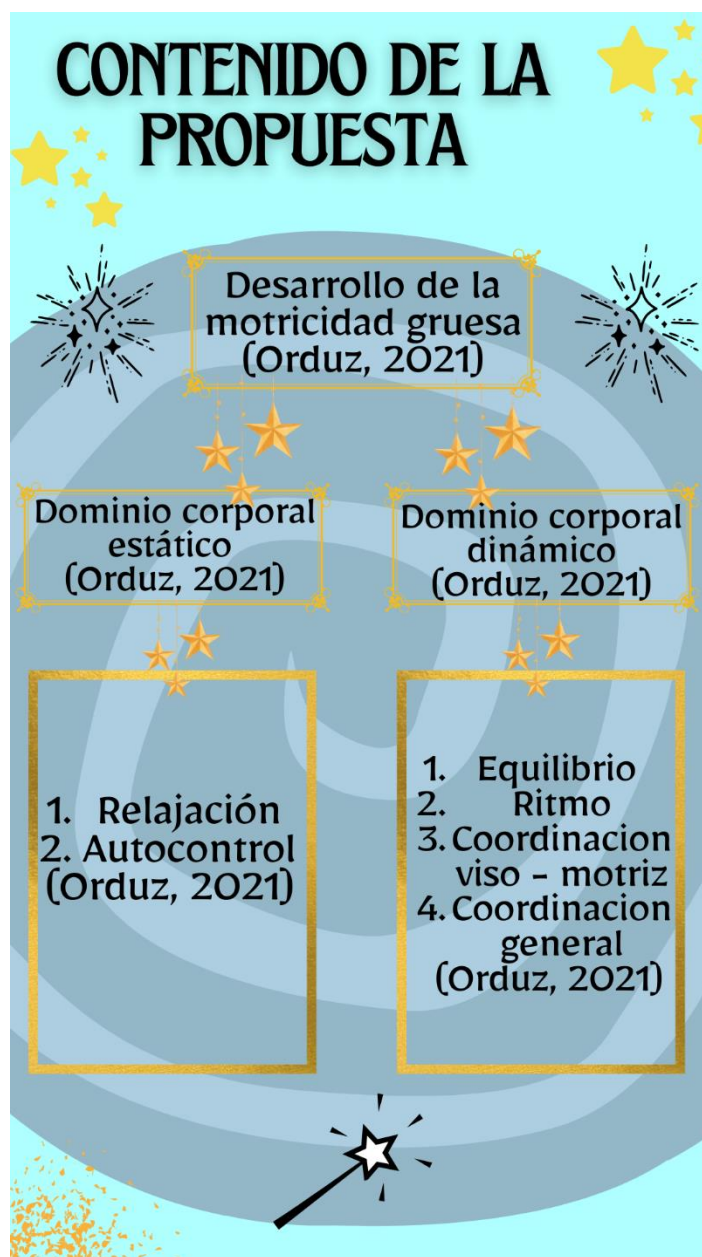 CONTENIDO DE LA
PROPUESTA
Desarrollo de la
motricidad gruesa
(Orduz, 2021)
Dominio corporal
estático
(Orduz, 2021)
Dominio corporal
dinámico
(Orduz, 2021)
1. Relajación
2. Autocontrol
(Orduz, 2021)
1. Equilibrio
2. Ritmo
3. Coordinacion
viso - motriz
4. Coordinacion
general
(Orduz, 2021)